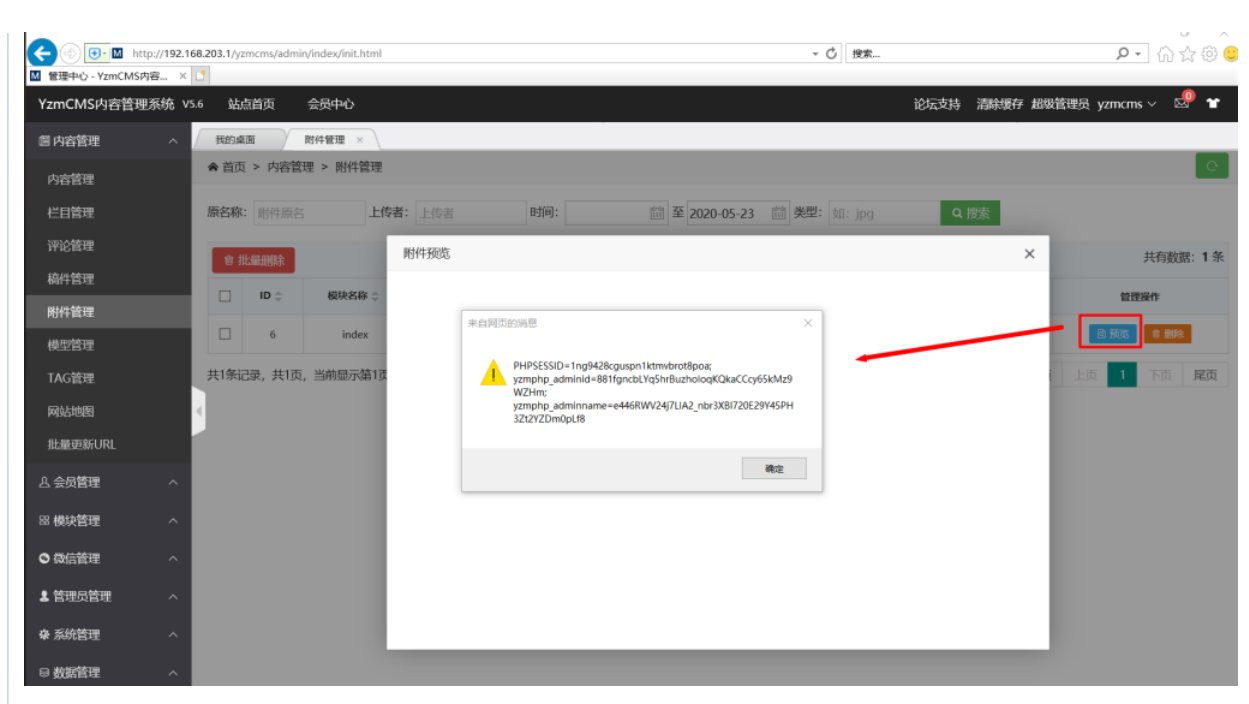 http://192.168.203.1/yzmcms/admin/index/init.html
搜索...
管理中心 - YzmCMS内容...
YzmCMS内容管理系统 V5.6 站点首页 会员中心 论坛支持 清除缓存 超级管理员 yzmcms 0
内容管理
我的桌面 附件管理
首页 > 内容管理 > 附件管理
内容管理
栏目管理
原名称: 附件原名 上传者: 上传者 时间: 至 2020-05-23 类型: 如: jpg 搜索
评论管理
批量删除
附件预览
共有数据: 1 条
稿件管理
ID 模块名称 管理操作
附件管理
6 index 预览 删除
来自网页的消息
模型管理
PHPSESSID=1ng9428cguspn1ktmvbrot8poa;
yzmphp_adminid=881fgncbLYq5hrBuzholoqKQkaCCcy65kMz9
WZHm;
yzmphp_adminname=e446RWV24j7LIA2_nbr3XBI720E29Y45PH
3Zt2YZDm0pLf8
确定
TAG管理
共1条记录，共1页，当前显示第1页
上页 1 下页 尾页
网站地图
批量更新URL
会员管理
模块管理
微信管理
管理员管理
系统管理
数据管理